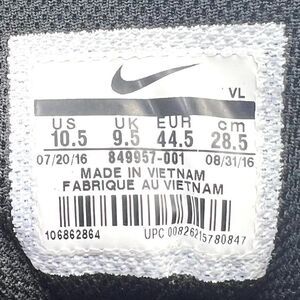 VL
US UK EUR cm
10.5 9.5 44.5 28.5
07/20/16 849957-001 08/31/16
MADE IN VIETNAM
FABRIQUE AU VIETNAM
106862864 UPC 00826215780847